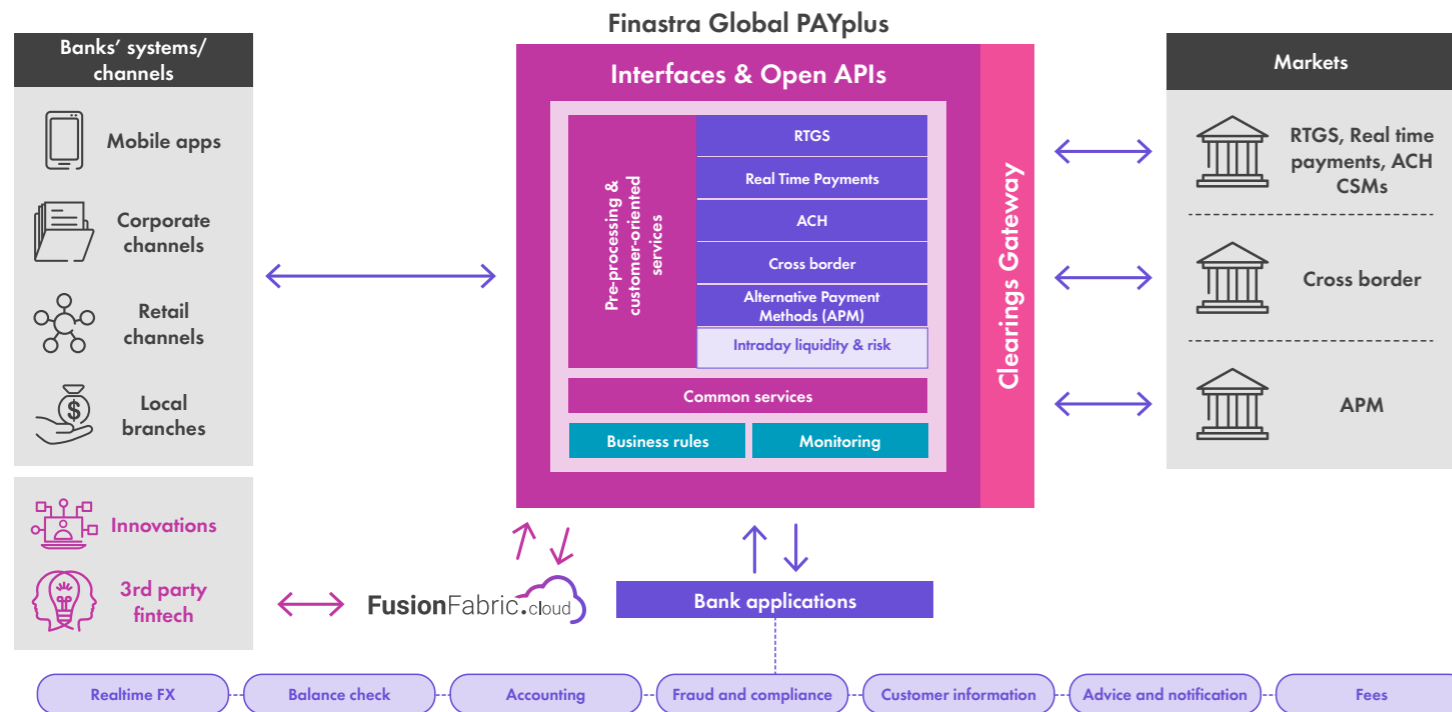 Finastra Global PAYplus
Banks' systems/
channels
Mobile apps
Corporate
channels
Retail
channels
$
Local
branches
Innovations
3rd party
fintech
FusionFabric.cloud
Interfaces & Open APIs
Pre-processing &
customer-oriented
services
RTGS
Real Time Payments
ACH
Cross border
Alternative Payment
Methods (APM)
Intraday liquidity & risk
Common services
Business rules
Monitoring
Clearings Gateway
Markets
RTGS, Real time
payments, ACH
CSMs
Cross border
APM
Bank applications
Realtime FX
Balance check
Accounting
Fraud and compliance
Customer information
Advice and notification
Fees